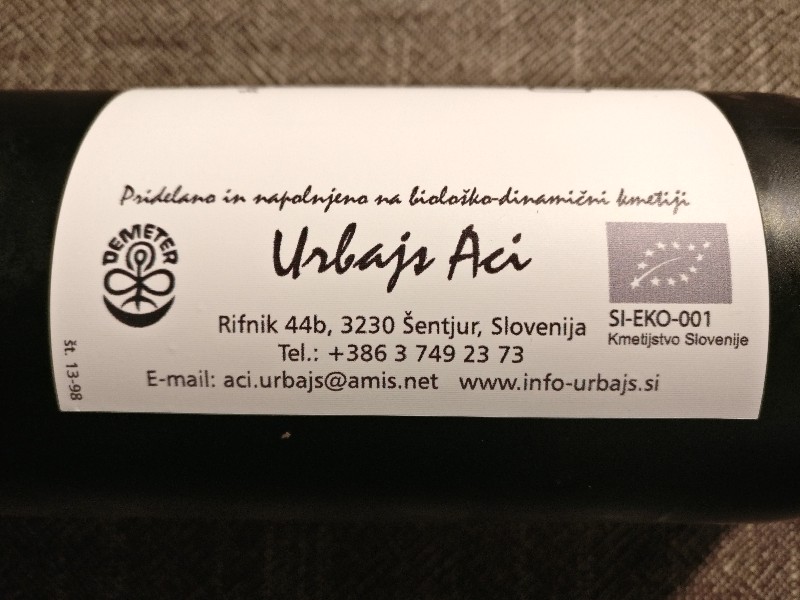 Pridelano in napolnjeno na biološko-dinamični kmetiji
DEMETER
Urbajs Aci
Rifnik 44b, 3230 Šentjur, Slovenija
Tel.: +386 3 749 23 73
E-mail: aci.urbajs@amis.net www.info-urbajs.si
SI-EKO-001
Kmetijstvo Slovenije
št. 13-98